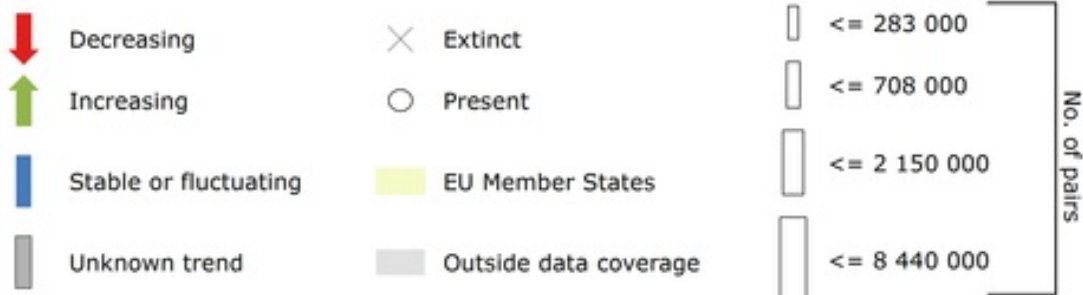 Decreasing
Increasing
Stable or fluctuating
Unknown trend
Extinct
Present
EU Member States
Outside data coverage
<= 283 000
<= 708 000
<= 2 150 000
<= 8 440 000
No. of pairs